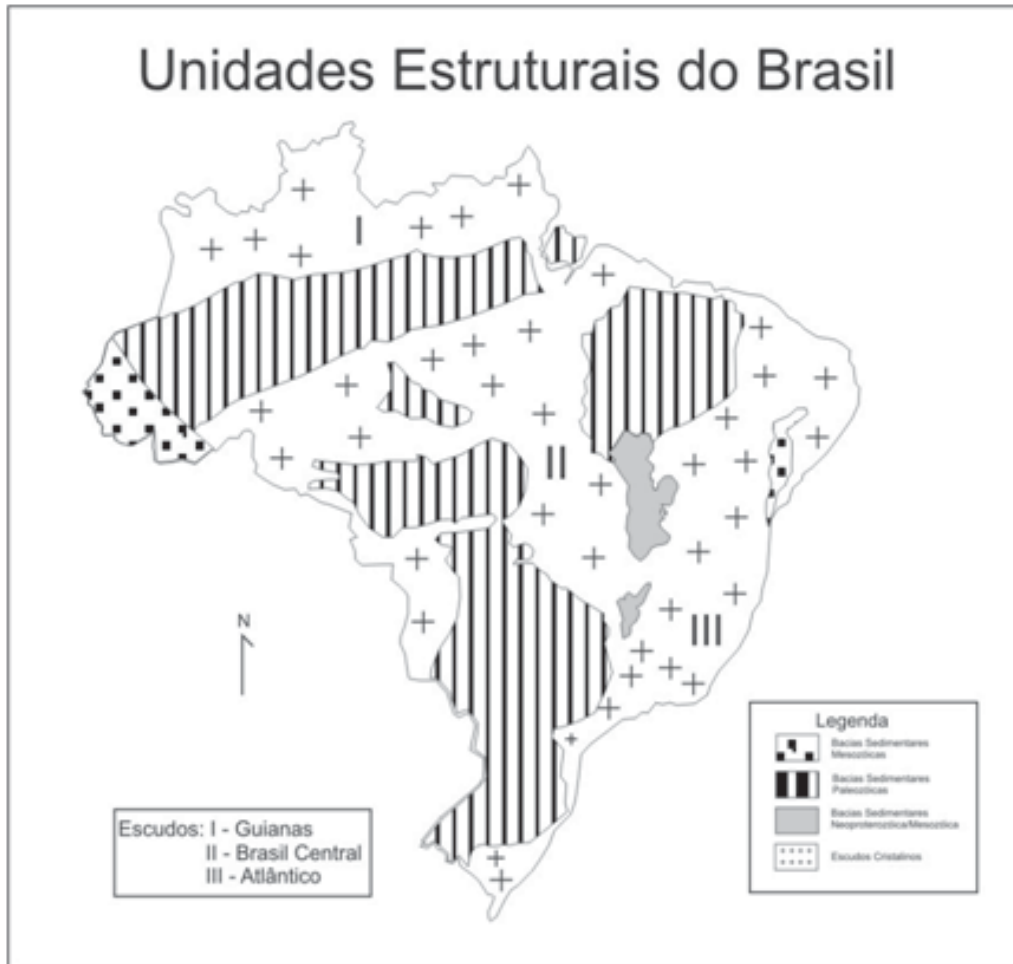 Unidades Estruturais do Brasil
I
II
III
N
Legenda
Bacias Sedimentares
Mesozóicas
Bacias Sedimentares
Paleozóicas
Bacias Sedimentares
Neoproterozóica/Mesozóica
Escudos Cristalinos
Escudos: I - Guianas
II - Brasil Central
III - Atlântico